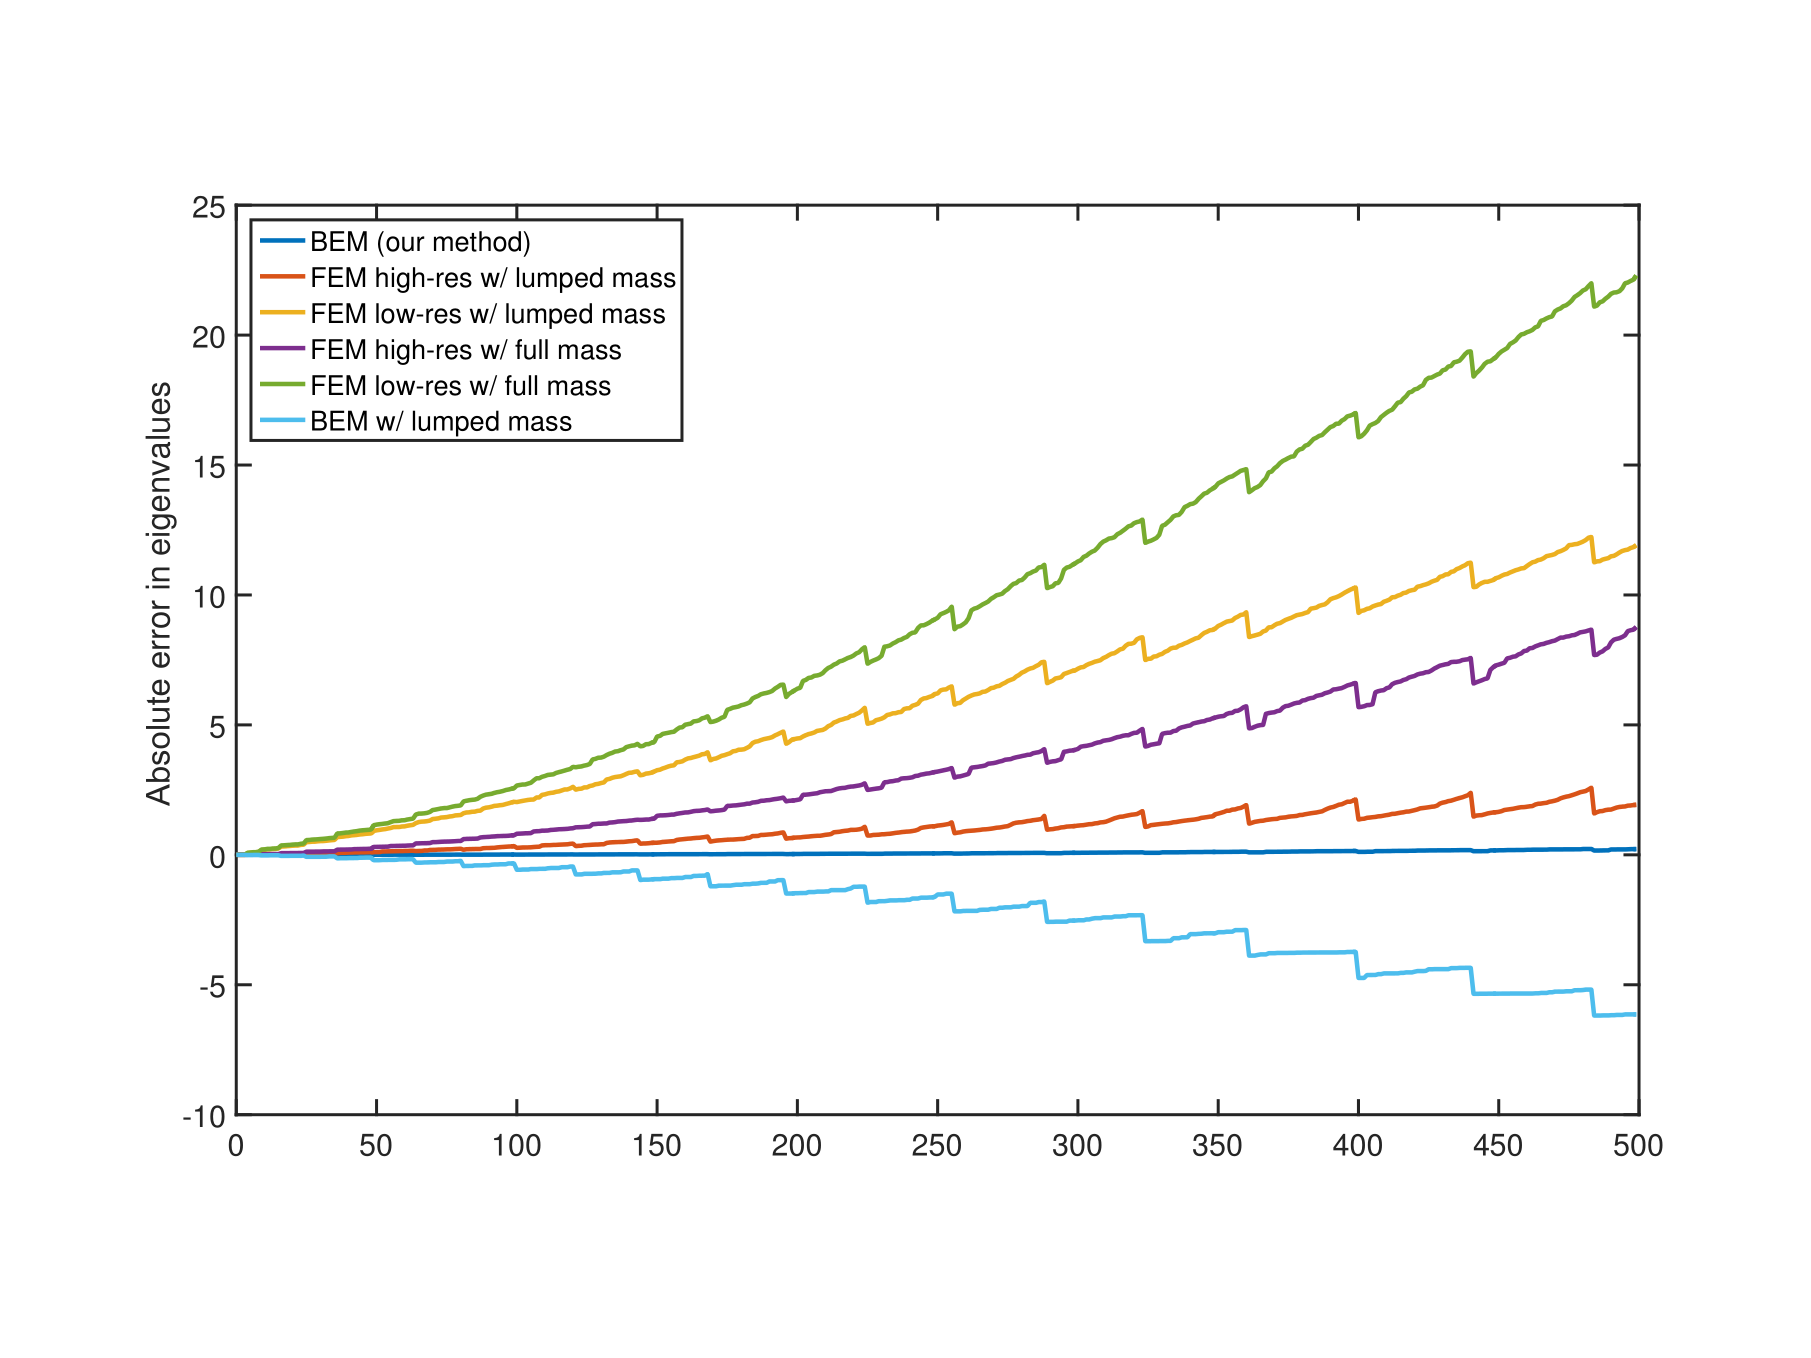 25
20
15
10
5
0
-5
-10
0 50 100 150 200 250 300 350 400 450 500
Absolute error in eigenvalues
BEM (our method)
FEM high-res w/ lumped mass
FEM low-res w/ lumped mass
FEM high-res w/ full mass
FEM low-res w/ full mass
BEM w/ lumped mass